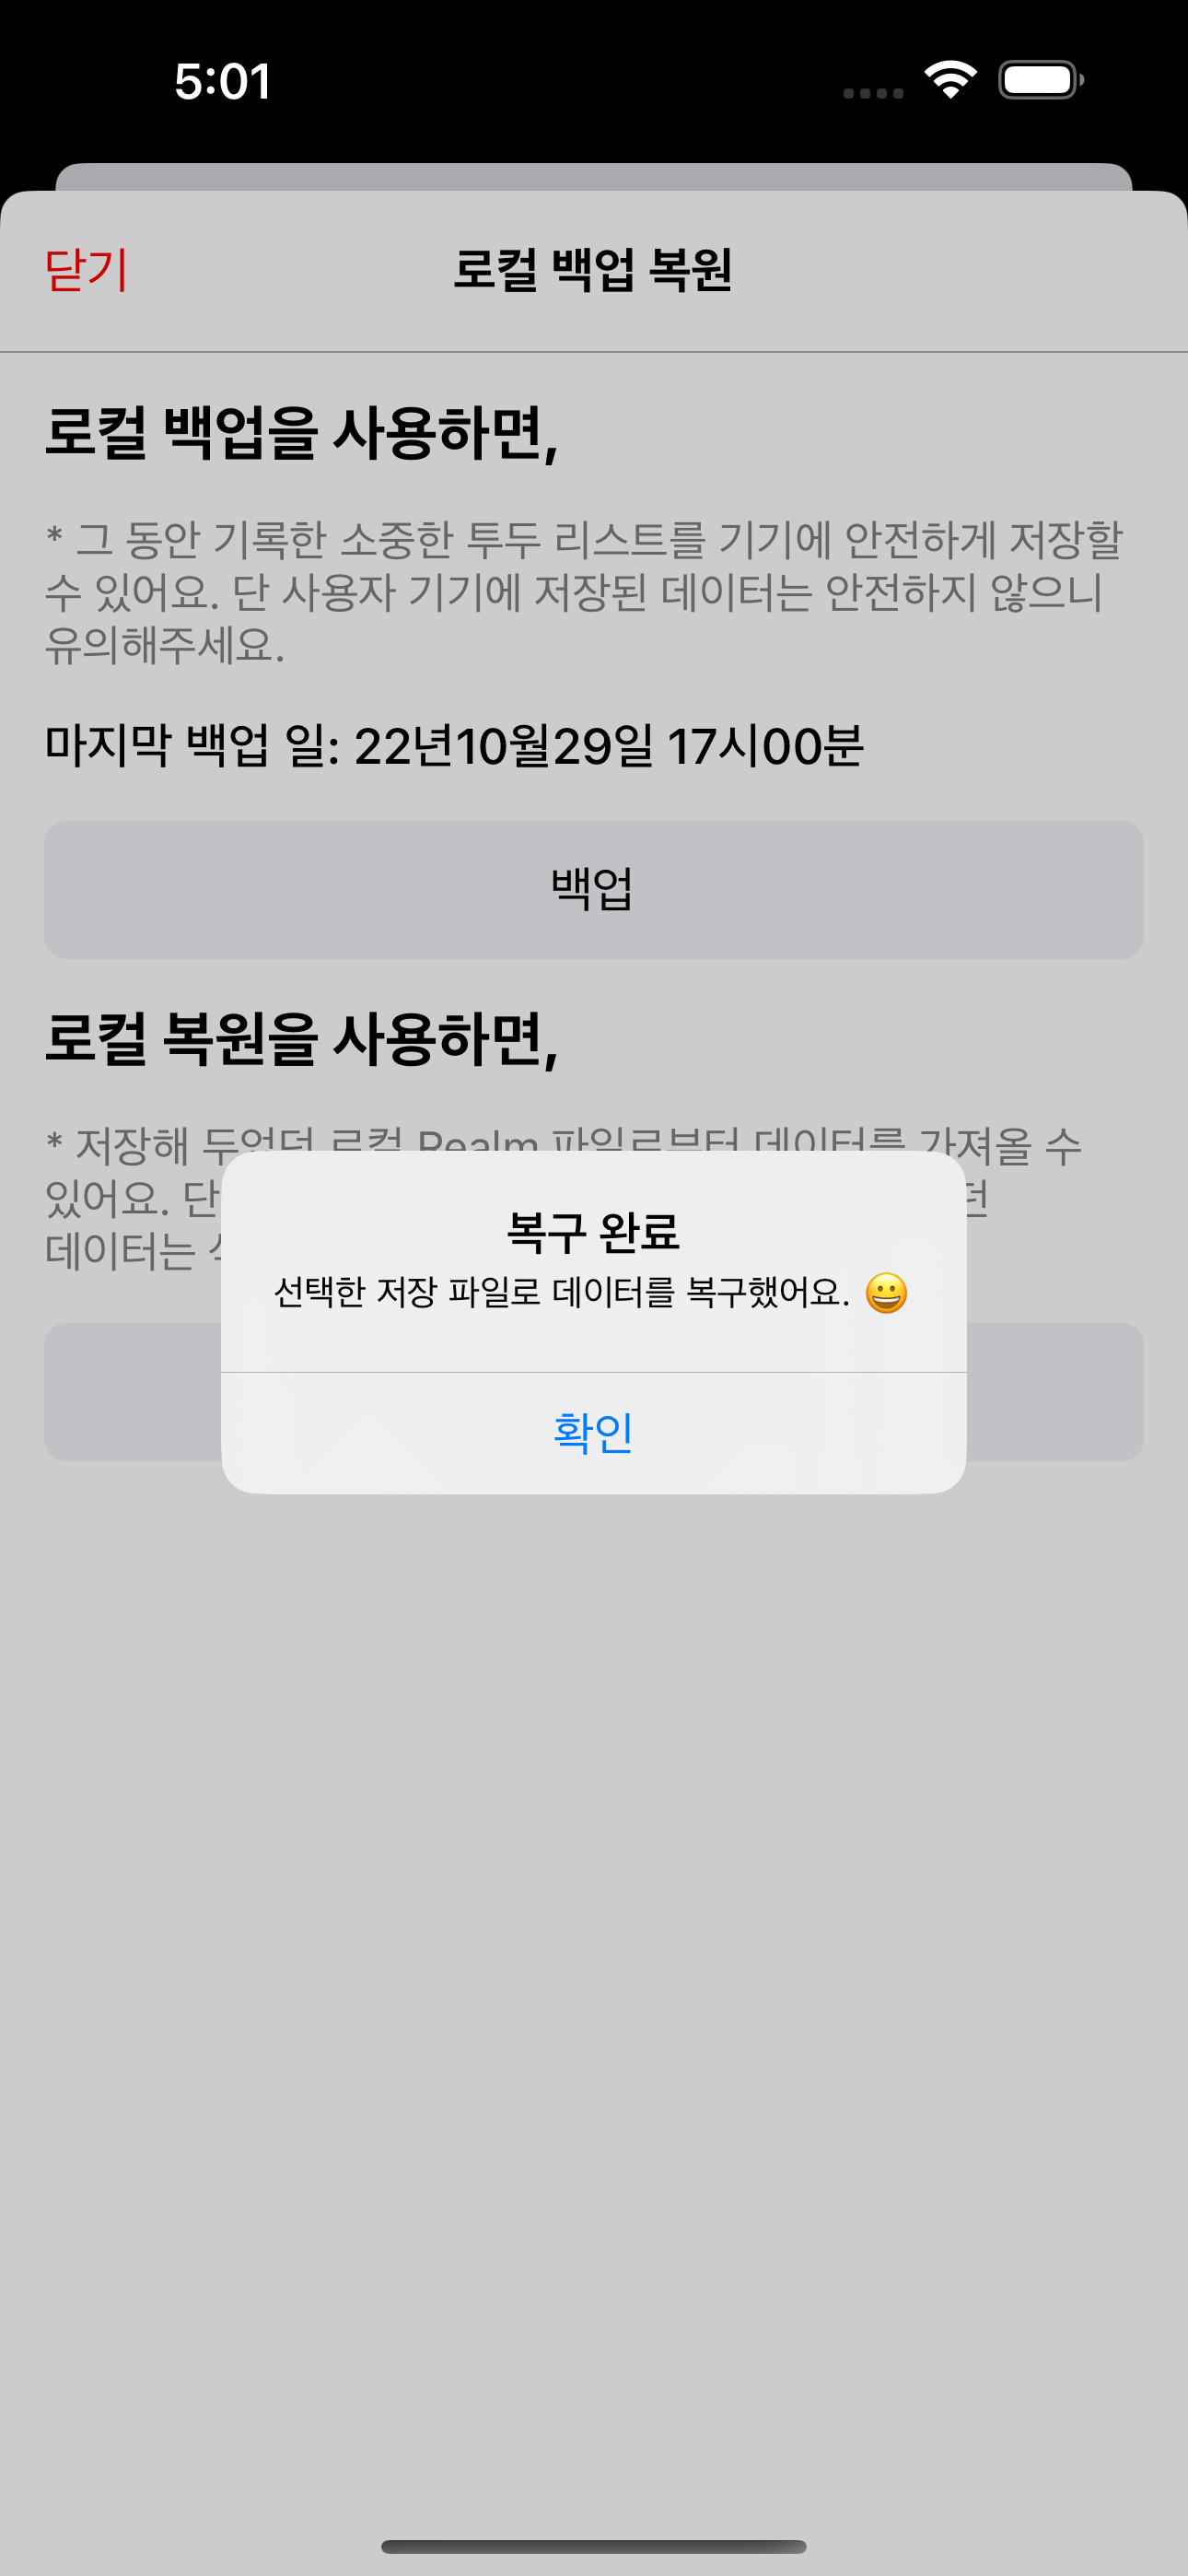 5:01
닫기
로컬 백업 복원
로컬 백업을 사용하면,
* 그 동안 기록한 소중한 투두 리스트를 기기에 안전하게 저장할
수 있어요. 단 사용자 기기에 저장된 데이터는 안전하지 않으니
유의해주세요.
마지막 백업 일: 22년10월29일 17시00분
백업
로컬 복원을 사용하면,
* 저장해 두었던 로컬 Realm 파일로부터 데이터를 가져올 수
있어요. 단
데이터는
복구 완료
선택한 저장 파일로 데이터를 복구했어요. 😀
확인